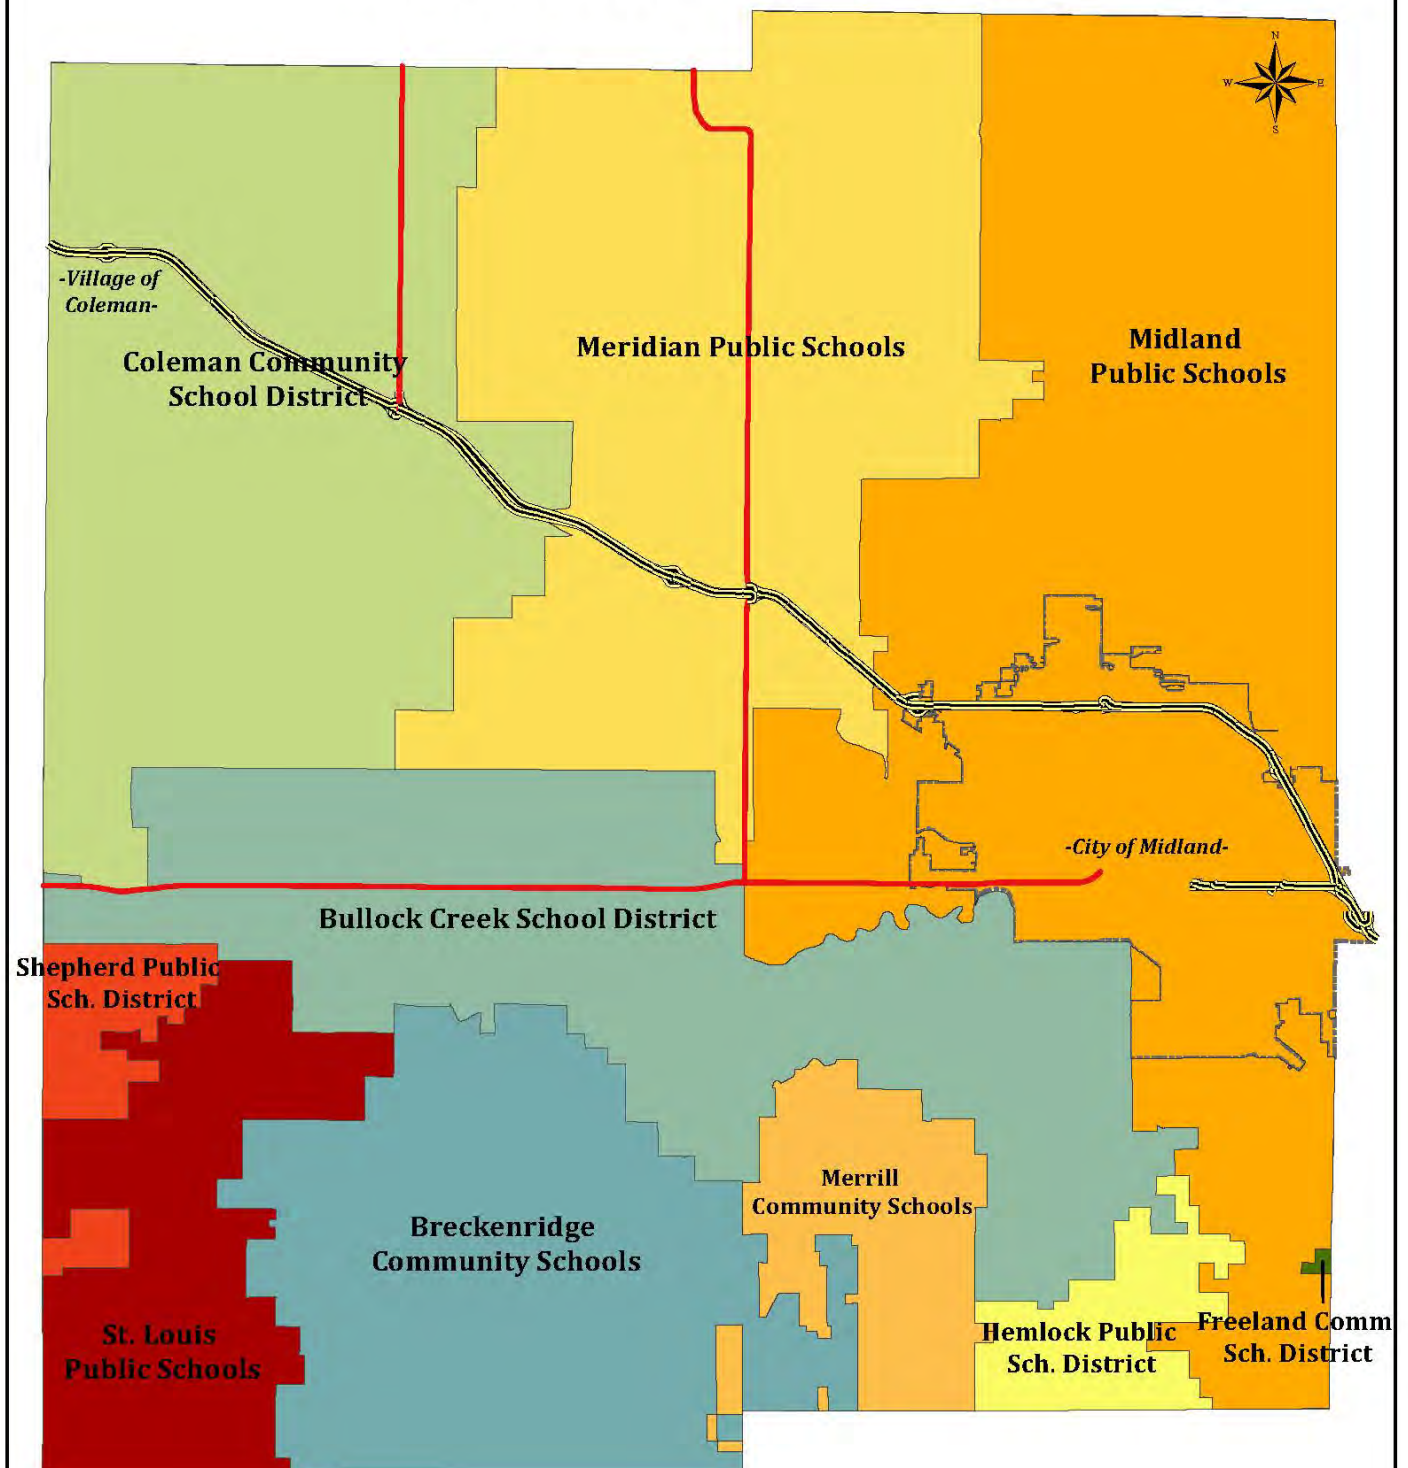 N
W E
S
-Village of
Coleman-
Coleman Community
School District
Meridian Public Schools
Midland
Public Schools
-City of Midland-
Bullock Creek School District
Shepherd Public
Sch. District
Merrill
Community Schools
Breckenridge
Community Schools
St. Louis
Public Schools
Hemlock Public
Sch. District
Freeland Comm
Sch. District